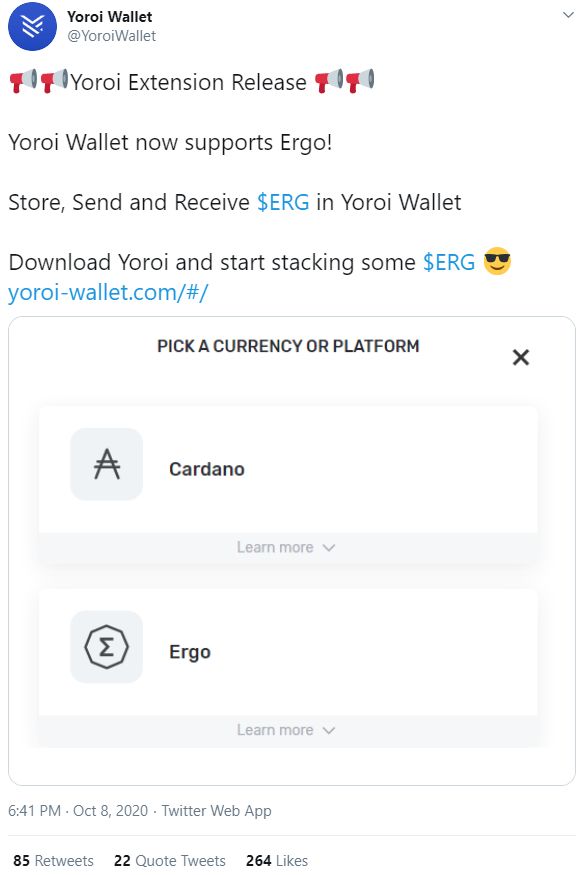 Yoroi Wallet
@YoroiWallet
📢📢Yoroi Extension Release 📢📢
Yoroi Wallet now supports Ergo!
Store, Send and Receive $ERG in Yoroi Wallet
Download Yoroi and start stacking some $ERG 😎
yoroi-wallet.com/#/
PICK A CURRENCY OR PLATFORM
Cardano
Learn more
Σ
Ergo
Learn more
6:41 PM · Oct 8, 2020 · Twitter Web App
85 Retweets 22 Quote Tweets 264 Likes